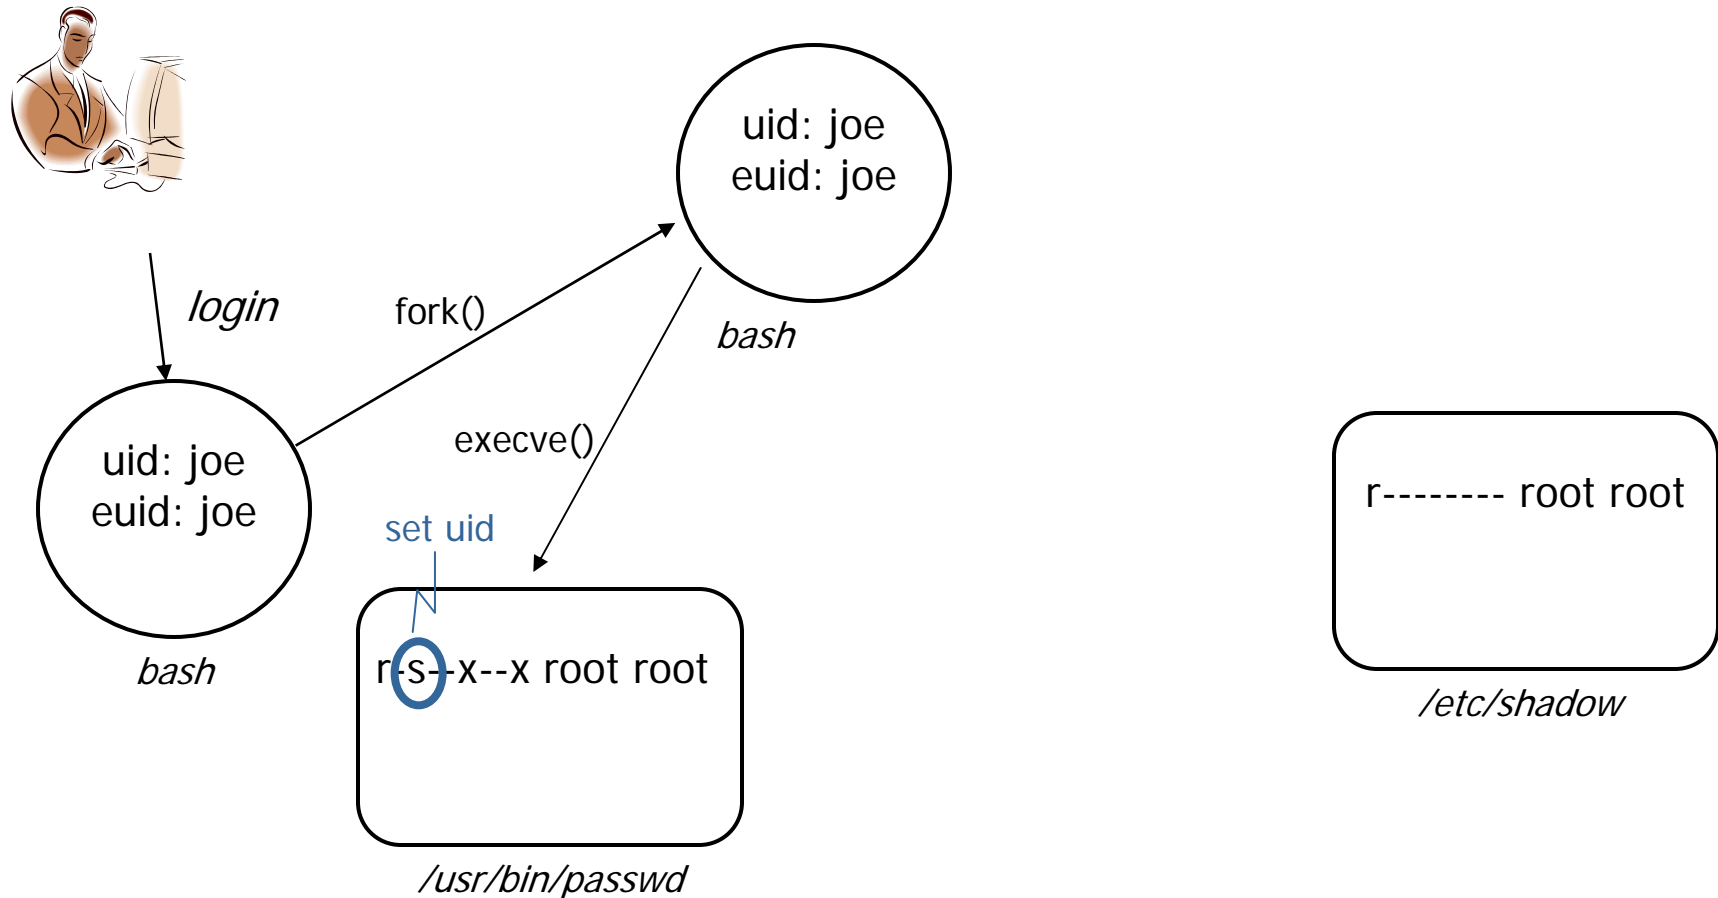 uid: joe
euid: joe
bash
login
fork()
execve()
uid: joe
euid: joe
bash
set uid
r-s--x--x root root
/usr/bin/passwd
r-------- root root
/etc/shadow